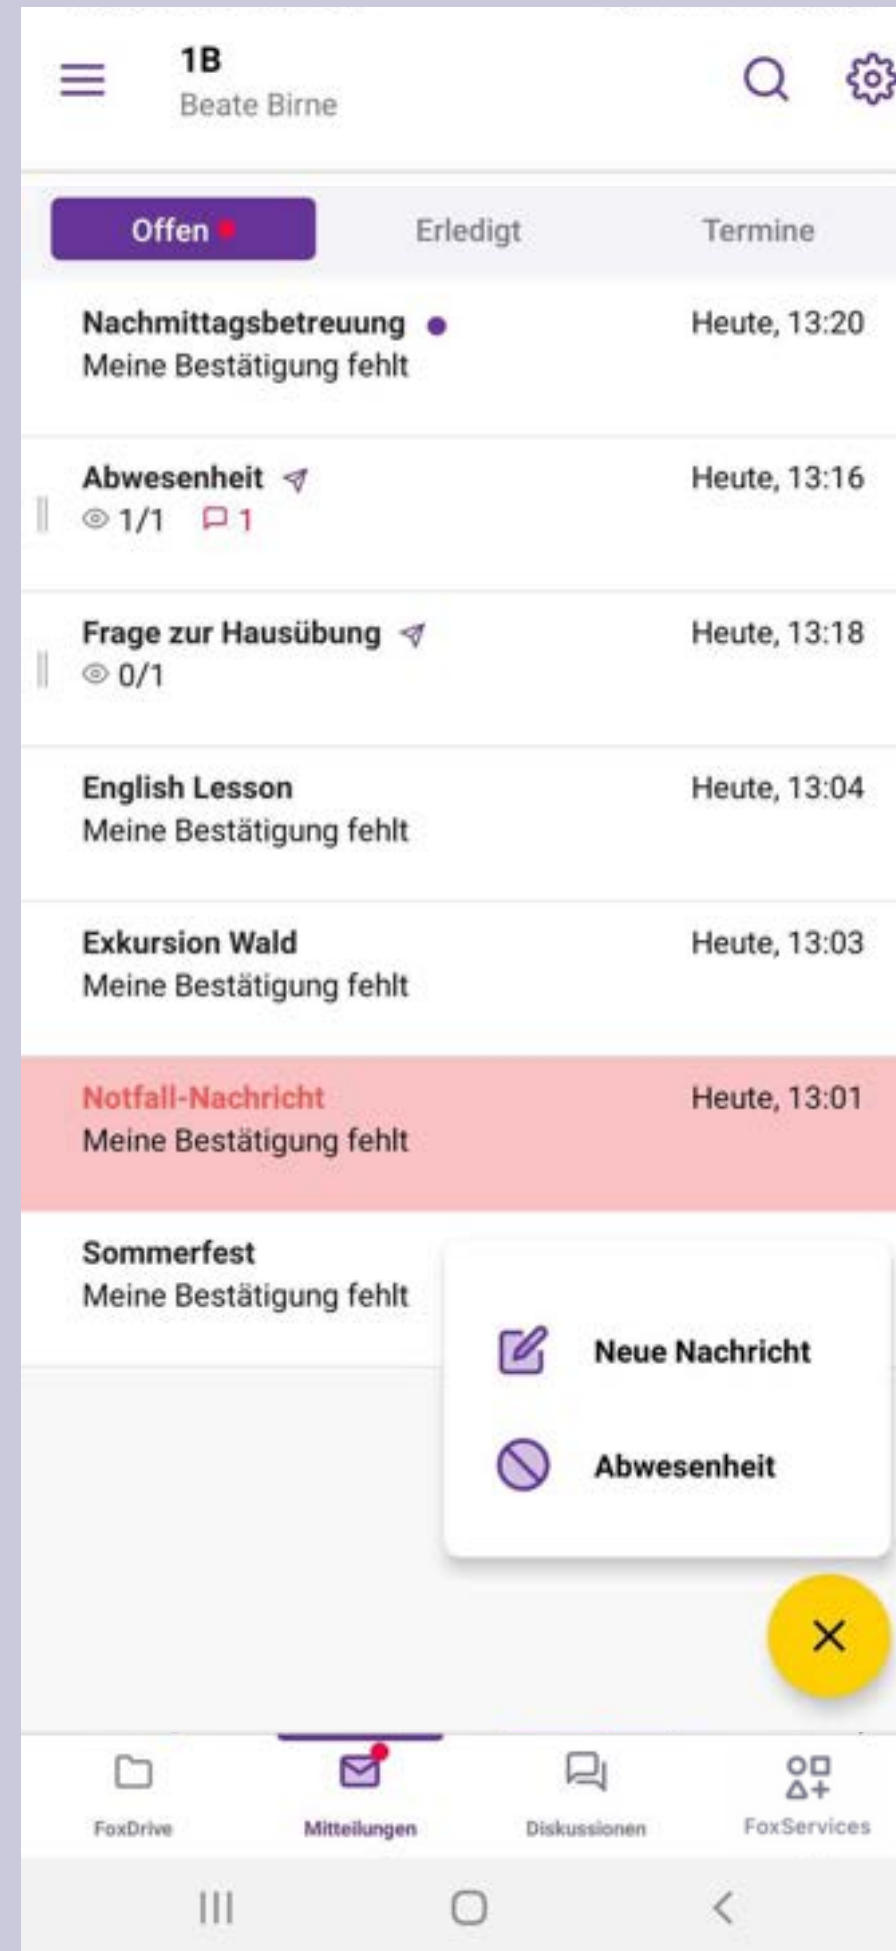 1B
Beate Birne
Offen Erledigt Termine
Nachmittagsbetreuung Heute, 13:20
Meine Bestätigung fehlt
Abwesenheit Heute, 13:16
1/1 1
Frage zur Hausübung Heute, 13:18
0/1
English Lesson Heute, 13:04
Meine Bestätigung fehlt
Exkursion Wald Heute, 13:03
Meine Bestätigung fehlt
Notfall-Nachricht Heute, 13:01
Meine Bestätigung fehlt
Sommerfest
Meine Bestätigung fehlt
Neue Nachricht
Abwesenheit
FoxDrive Mitteilungen Diskussionen FoxServices